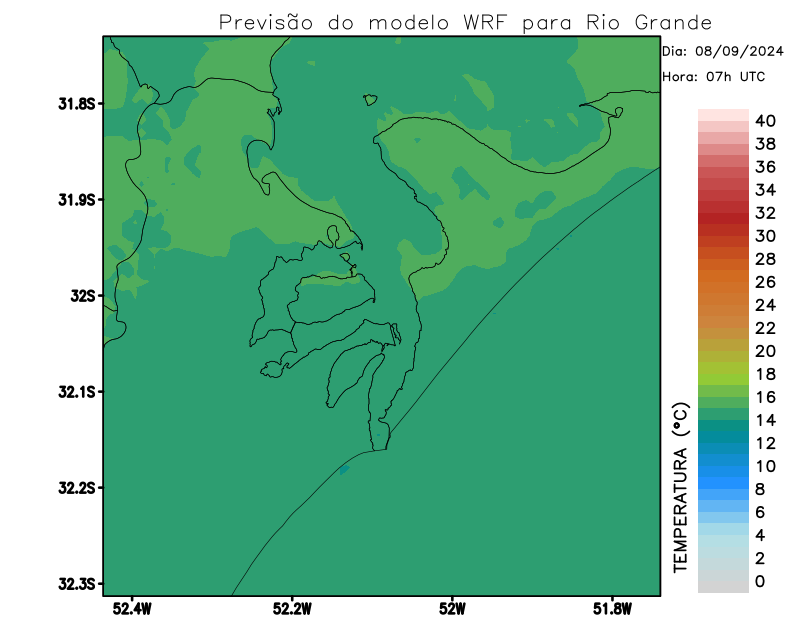 Previsão do modelo WRF para Rio Grande
Dia: 08/09/2024
Hora: 07h UTC
31.8S
31.9S
32S
32.1S
32.2S
32.3S
52.4W
52.2W
52W
51.8W
TEMPERATURA (°C)
40
38
36
34
32
30
28
26
24
22
20
18
16
14
12
10
8
6
4
2
0